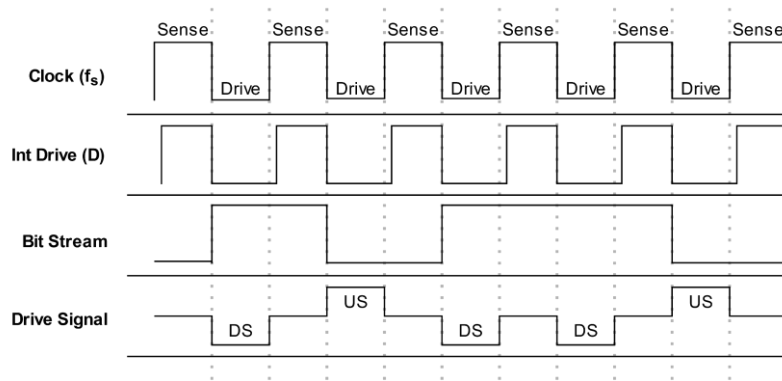 Sense Sense Sense Sense Sense Sense
Clock (fs)
Drive Drive Drive Drive Drive
Int Drive (D)
Bit Stream
US US
Drive Signal
DS DS DS